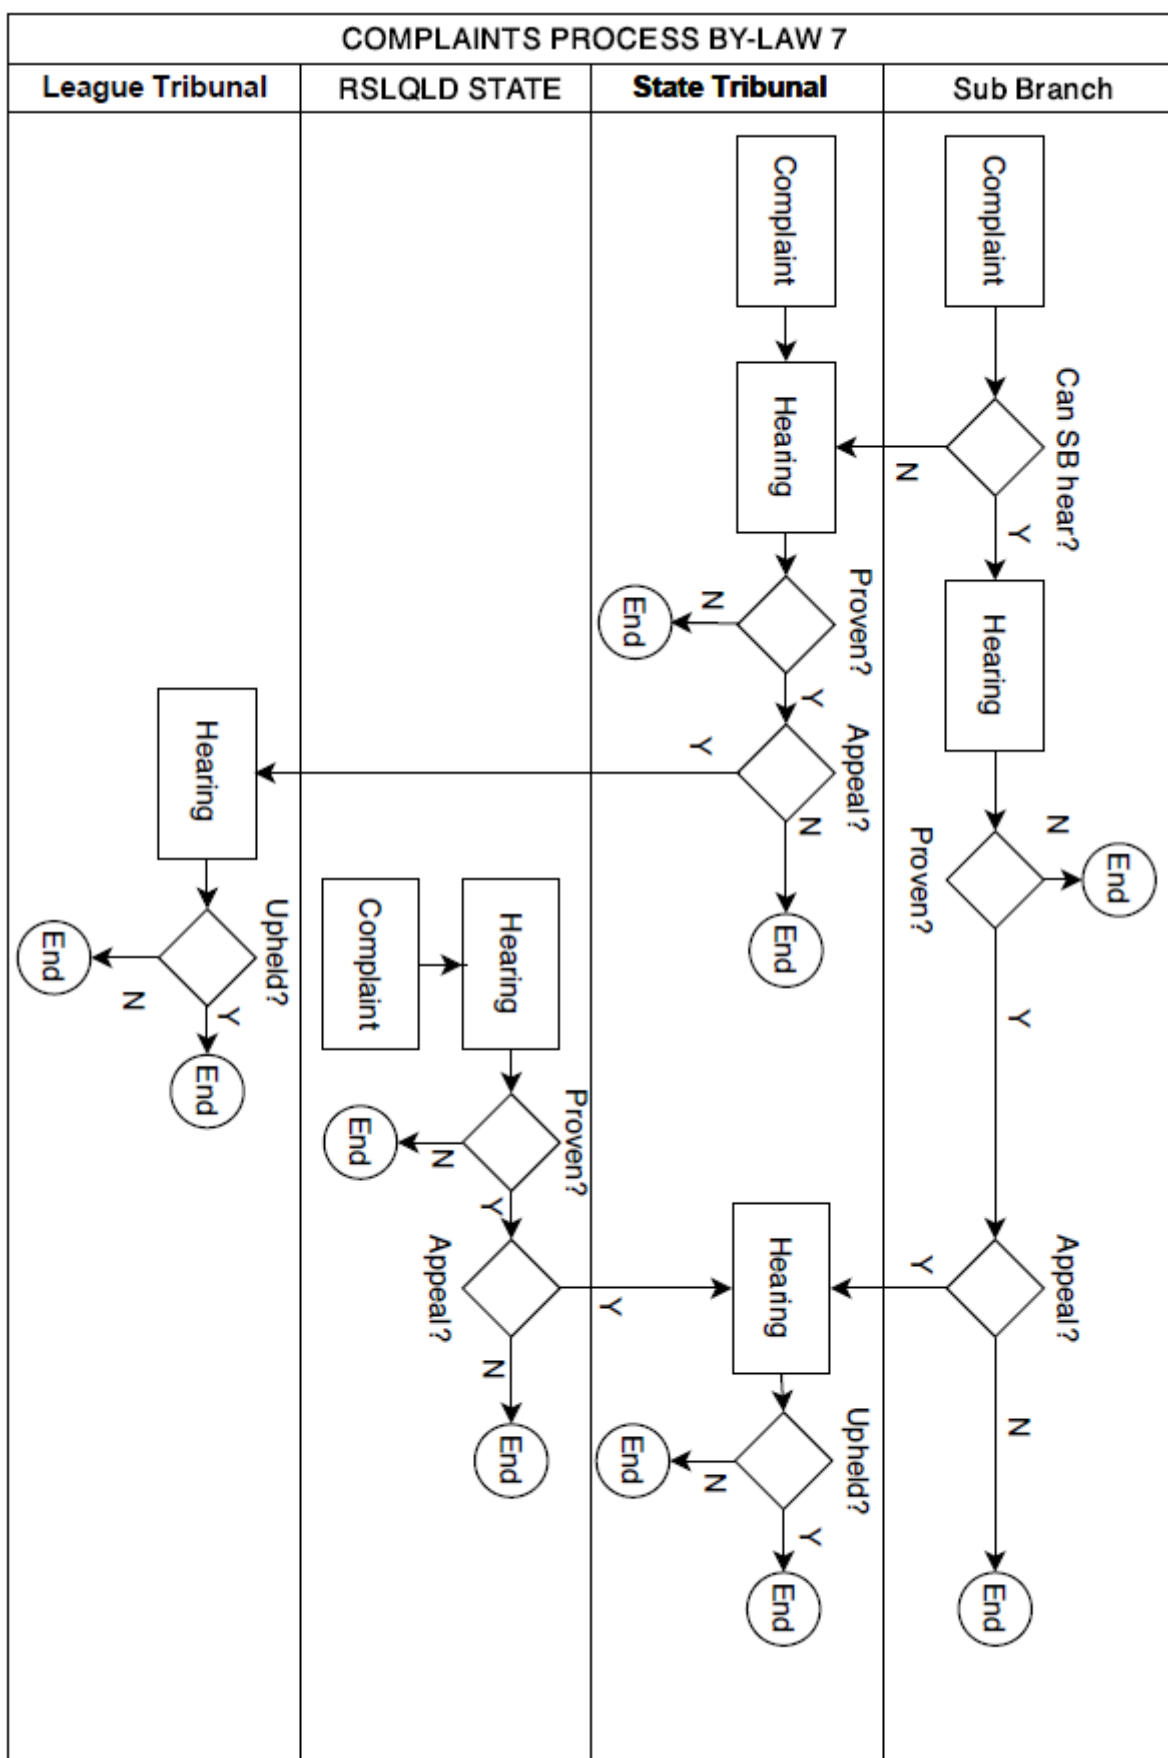 COMPLAINTS PROCESS BY-LAW 7
League Tribunal
RSLQLD STATE
State Tribunal
Sub Branch
Complaint
Can SB hear?
N
Y
Hearing
Proven?
N
End
Y
Appeal?
Y
N
End
Complaint
Hearing
Proven?
N
End
Y
Appeal?
Y
N
End
Hearing
Upheld?
N
End
Y
End
Complaint
Hearing
Proven?
N
End
Y
Appeal?
Y
N
End
Hearing
Upheld?
N
End
Y
End